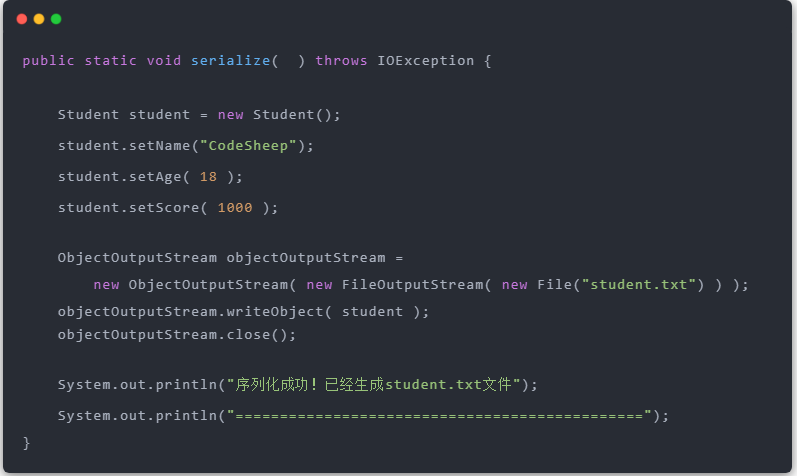 public static void serialize(  ) throws IOException {
Student student = new Student();
student.setName("CodeSheep");
student.setAge( 18 );
student.setScore( 1000 );
ObjectOutputStream objectOutputStream =
new ObjectOutputStream( new FileOutputStream( new File("student.txt") ) );
objectOutputStream.writeObject( student );
objectOutputStream.close();
System.out.println("序列化成功！已经生成student.txt文件");
System.out.println("==============================================");
}